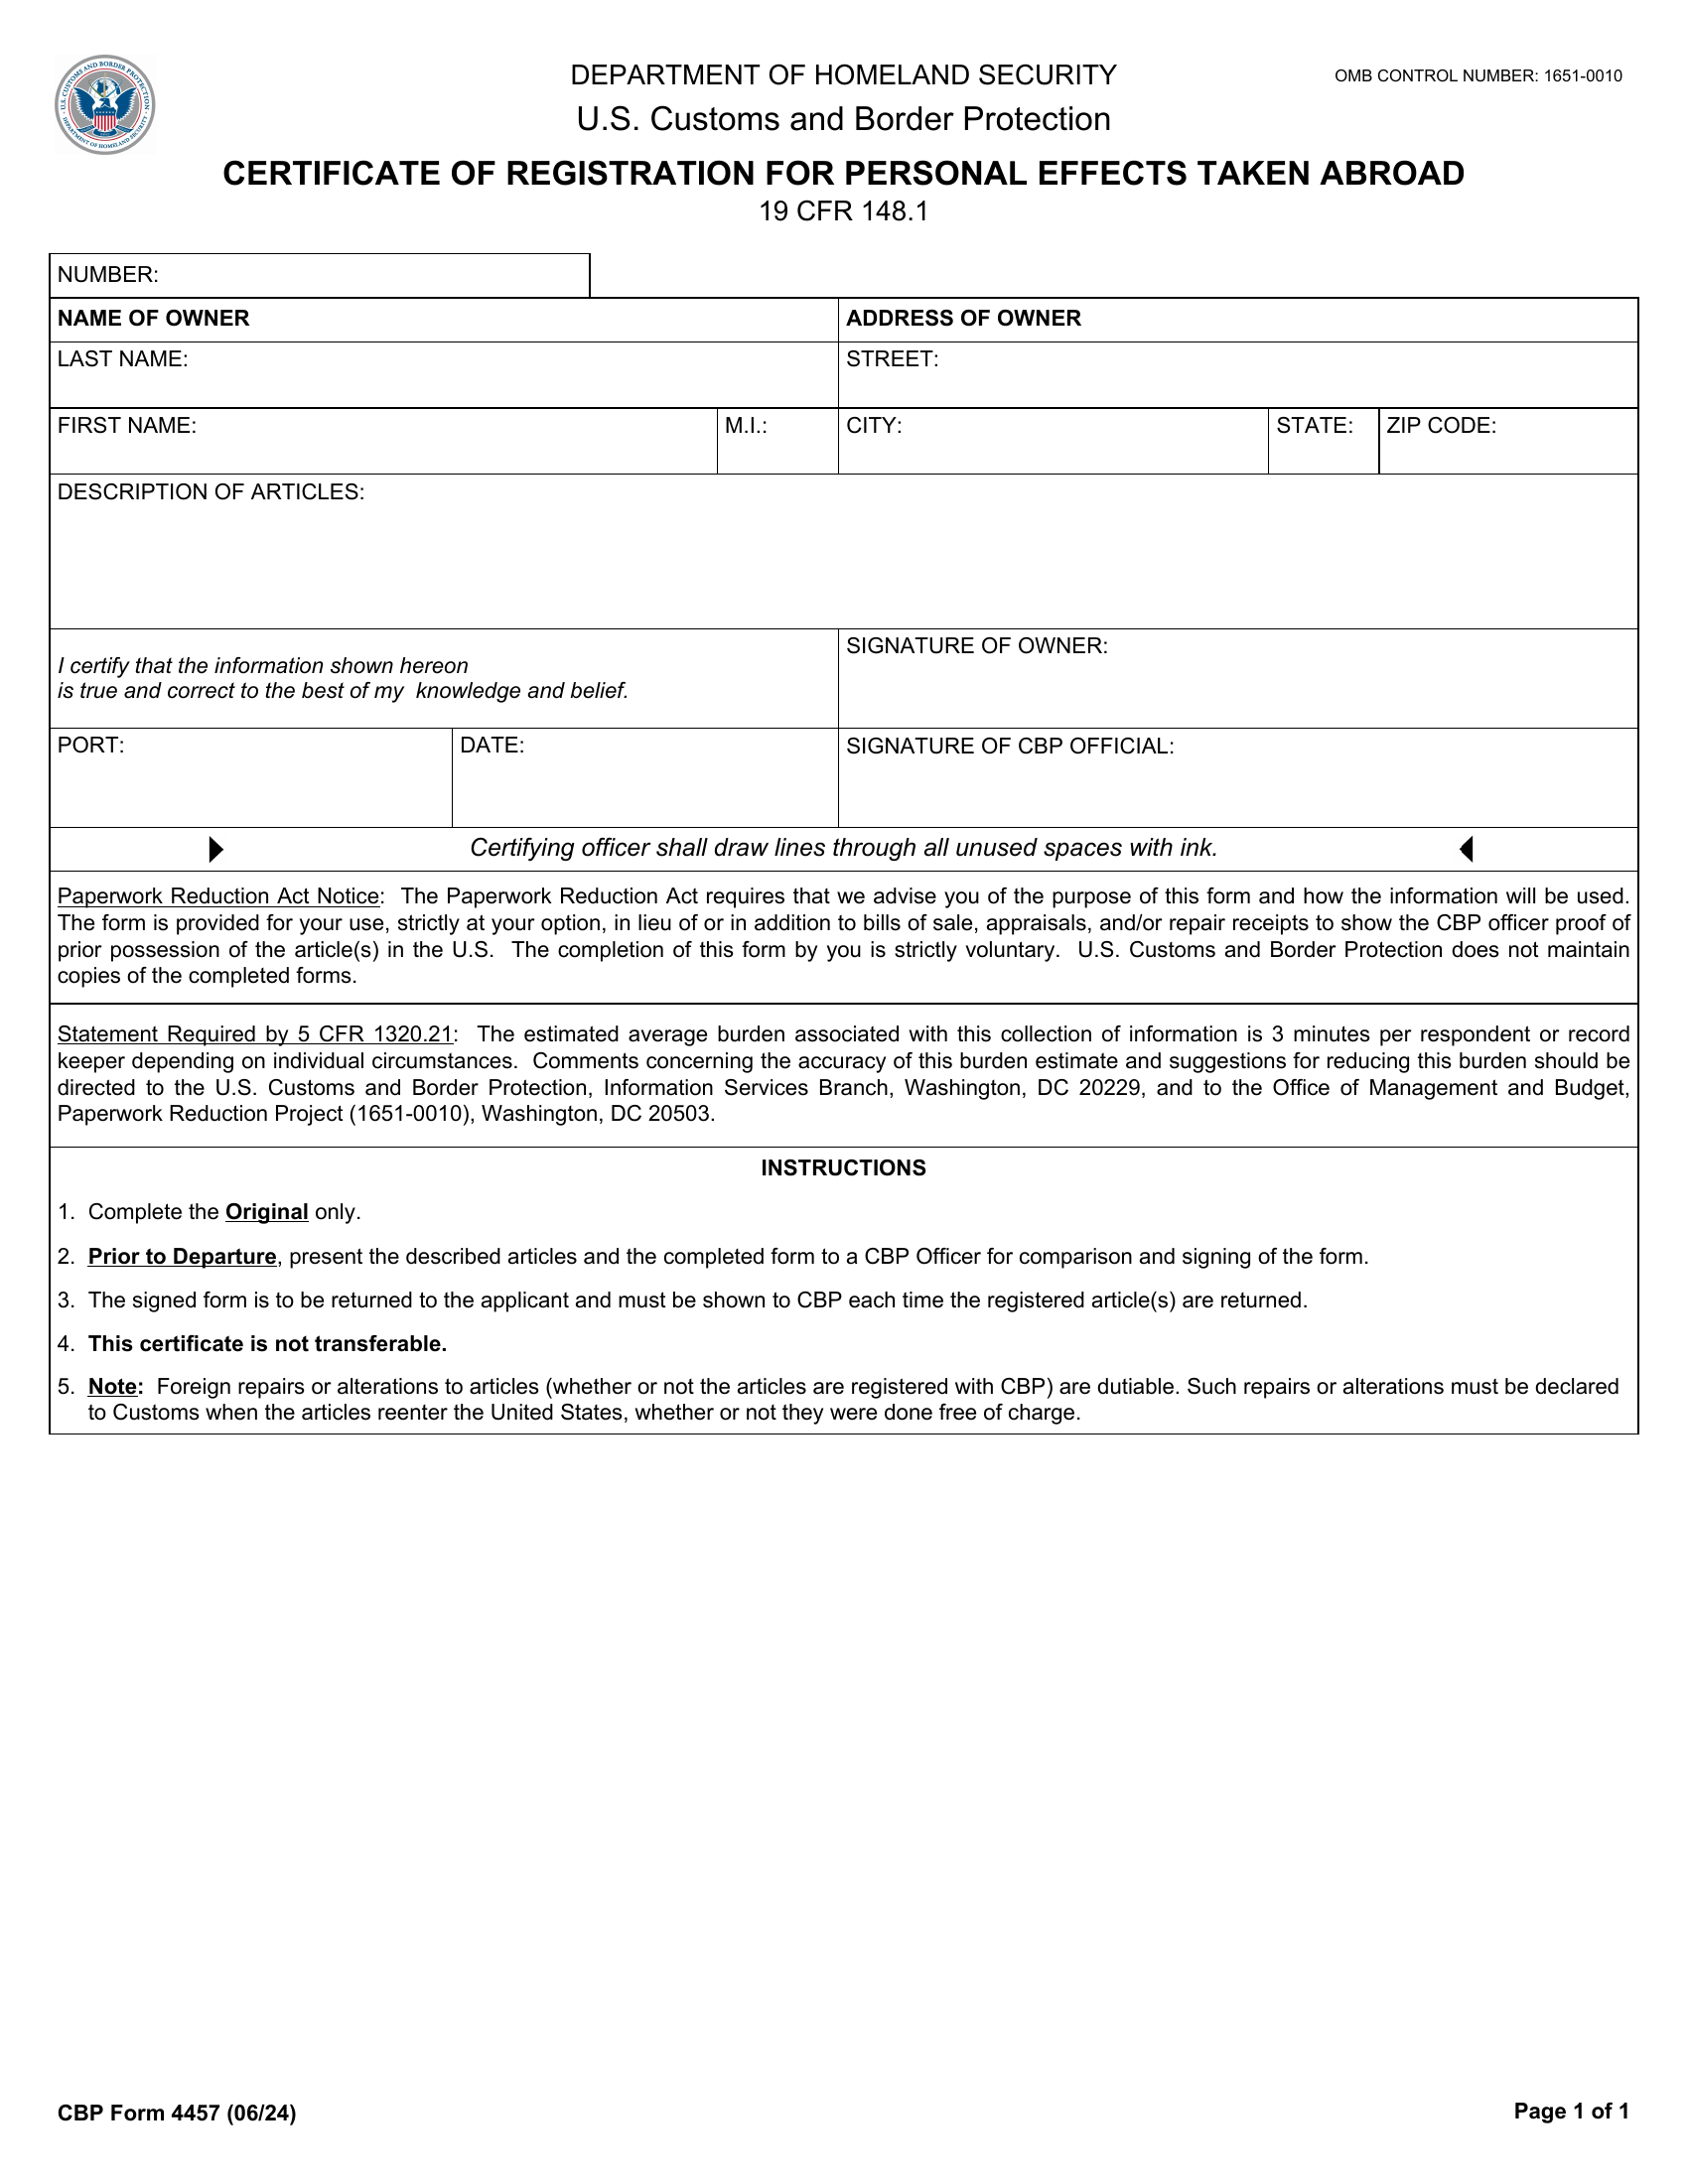 U.S. CUSTOMS AND BORDER PROTECTION
DEPARTMENT OF HOMELAND SECURITY
DEPARTMENT OF HOMELAND SECURITY
OMB CONTROL NUMBER: 1651-0010
U.S. Customs and Border Protection
CERTIFICATE OF REGISTRATION FOR PERSONAL EFFECTS TAKEN ABROAD
19 CFR 148.1
NUMBER:
NAME OF OWNER
ADDRESS OF OWNER
LAST NAME:
STREET:
FIRST NAME:
M.I.:
CITY:
STATE:
ZIP CODE:
DESCRIPTION OF ARTICLES:
I certify that the information shown hereon
is true and correct to the best of my knowledge and belief.
SIGNATURE OF OWNER:
PORT:
DATE:
SIGNATURE OF CBP OFFICIAL:
Certifying officer shall draw lines through all unused spaces with ink.
Paperwork Reduction Act Notice: The Paperwork Reduction Act requires that we advise you of the purpose of this form and how the information will be used.
The form is provided for your use, strictly at your option, in lieu of or in addition to bills of sale, appraisals, and/or repair receipts to show the CBP officer proof of
prior possession of the article(s) in the U.S. The completion of this form by you is strictly voluntary. U.S. Customs and Border Protection does not maintain
copies of the completed forms.
Statement Required by 5 CFR 1320.21: The estimated average burden associated with this collection of information is 3 minutes per respondent or record
keeper depending on individual circumstances. Comments concerning the accuracy of this burden estimate and suggestions for reducing this burden should be
directed to the U.S. Customs and Border Protection, Information Services Branch, Washington, DC 20229, and to the Office of Management and Budget,
Paperwork Reduction Project (1651-0010), Washington, DC 20503.
INSTRUCTIONS
1. Complete the Original only.
2. Prior to Departure, present the described articles and the completed form to a CBP Officer for comparison and signing of the form.
3. The signed form is to be returned to the applicant and must be shown to CBP each time the registered article(s) are returned.
4. This certificate is not transferable.
5. Note: Foreign repairs or alterations to articles (whether or not the articles are registered with CBP) are dutiable. Such repairs or alterations must be declared
to Customs when the articles reenter the United States, whether or not they were done free of charge.
CBP Form 4457 (06/24)
Page 1 of 1